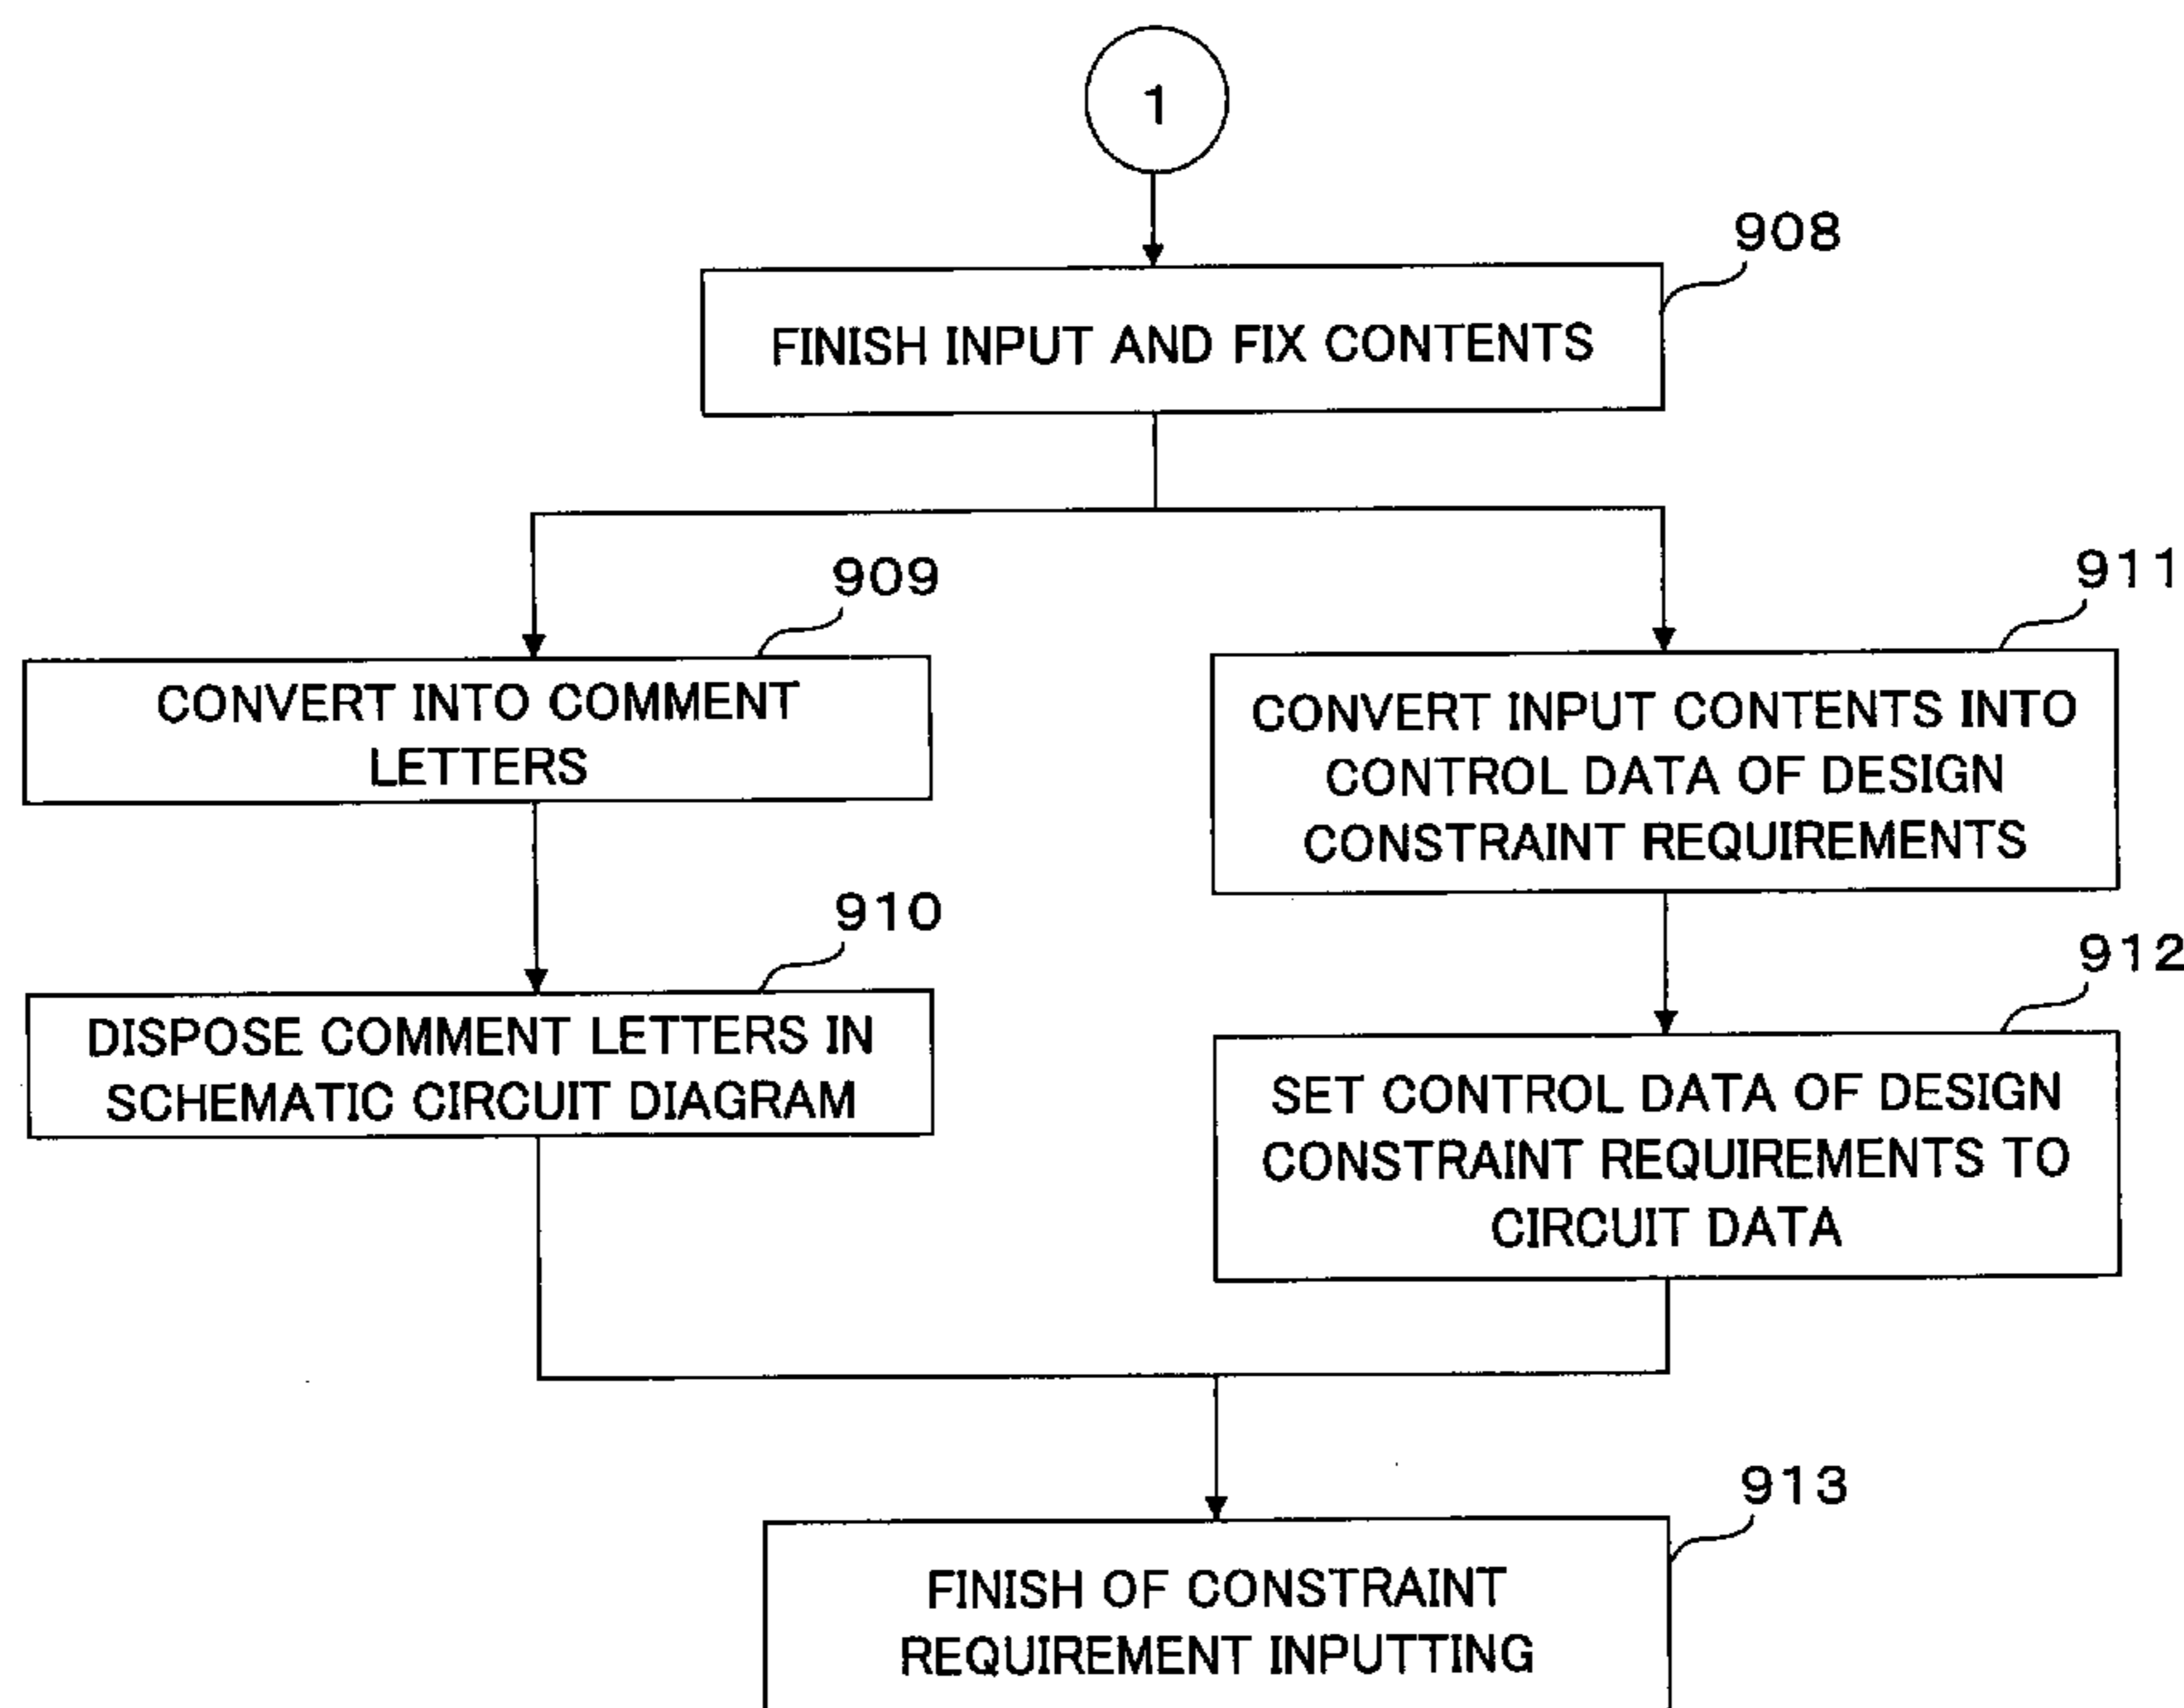 1
908
FINISH INPUT AND FIX CONTENTS
909
CONVERT INTO COMMENT
LETTERS
910
DISPOSE COMMENT LETTERS IN
SCHEMATIC CIRCUIT DIAGRAM
911
CONVERT INPUT CONTENTS INTO
CONTROL DATA OF DESIGN
CONSTRAINT REQUIREMENTS
912
SET CONTROL DATA OF DESIGN
CONSTRAINT REQUIREMENTS TO
CIRCUIT DATA
913
FINISH OF CONSTRAINT
REQUIREMENT INPUTTING